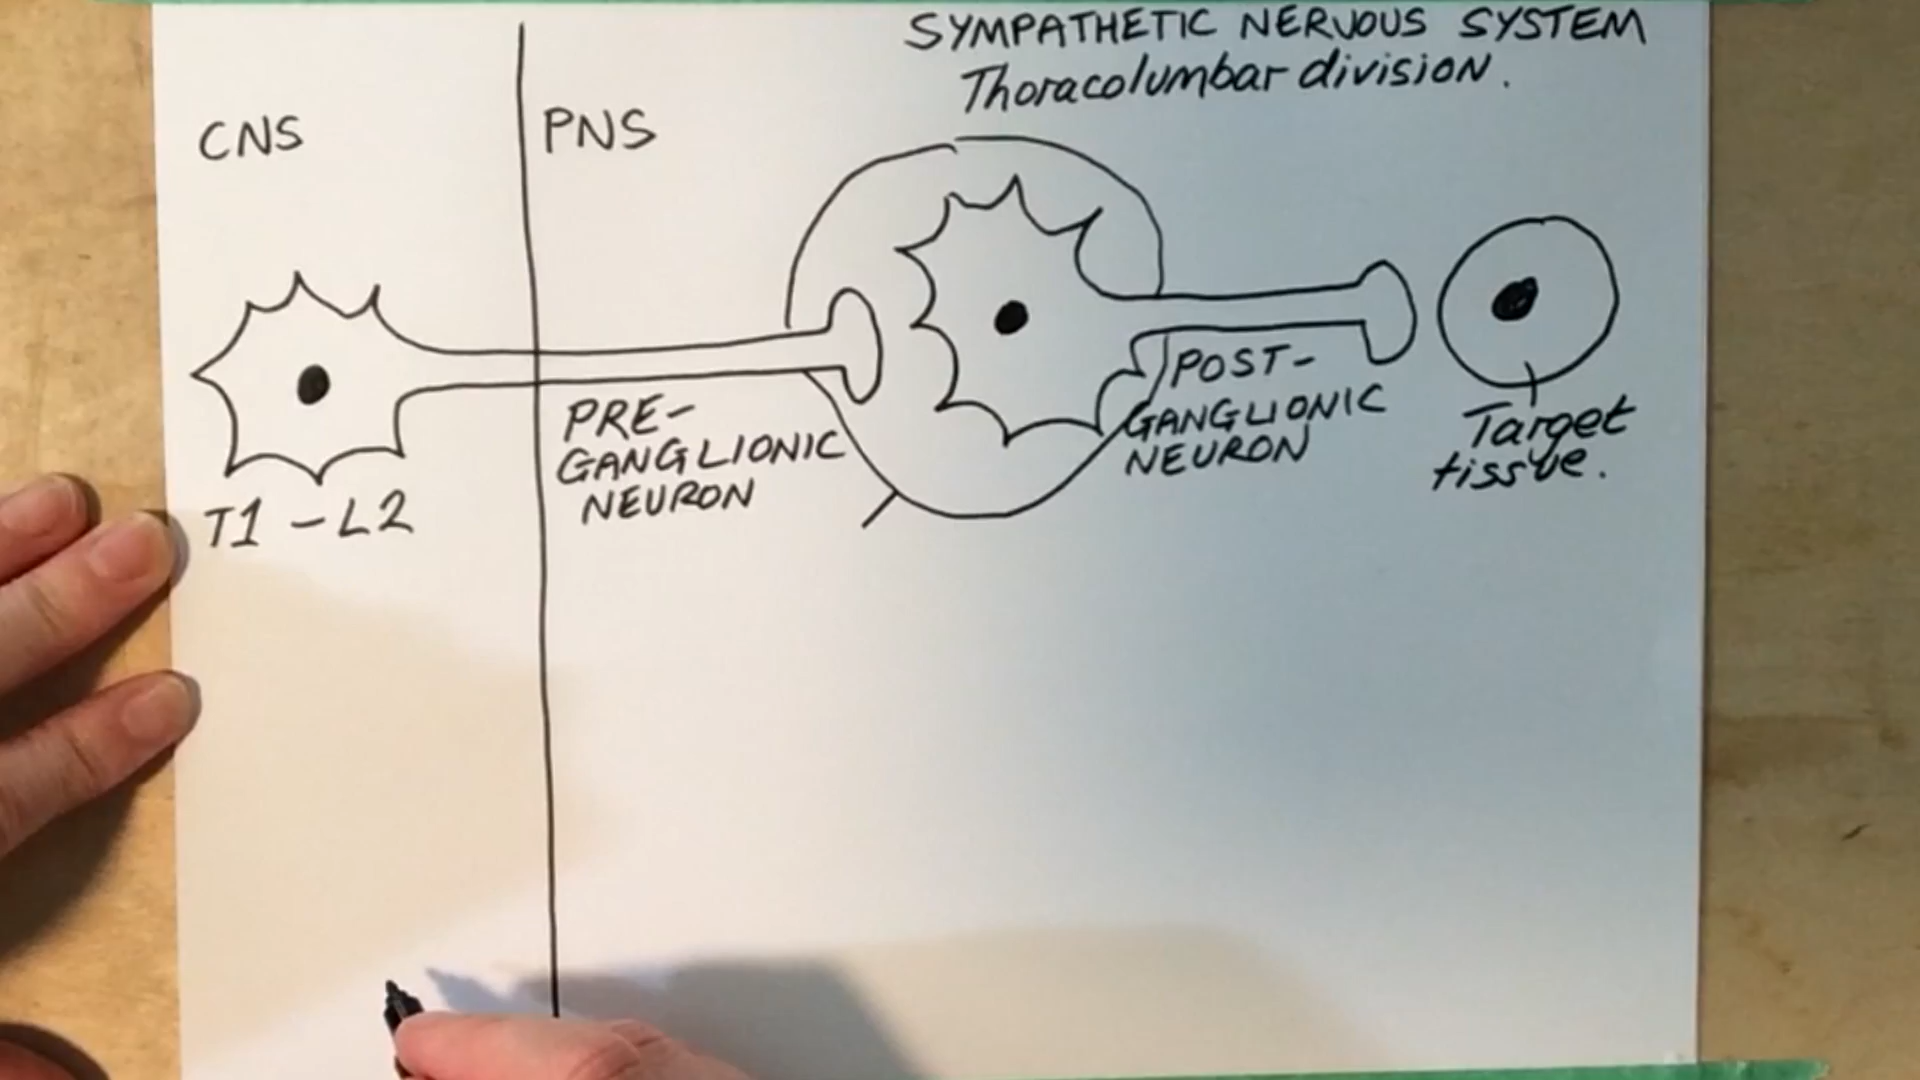 SYMPATHETIC NERVOUS SYSTEM
Thoracolumbar division.
CNS
PNS
PRE-
GANGLIONIC
NEURON
POST-
GANGLIONIC
NEURON
Target
tissue.
T1 - L2